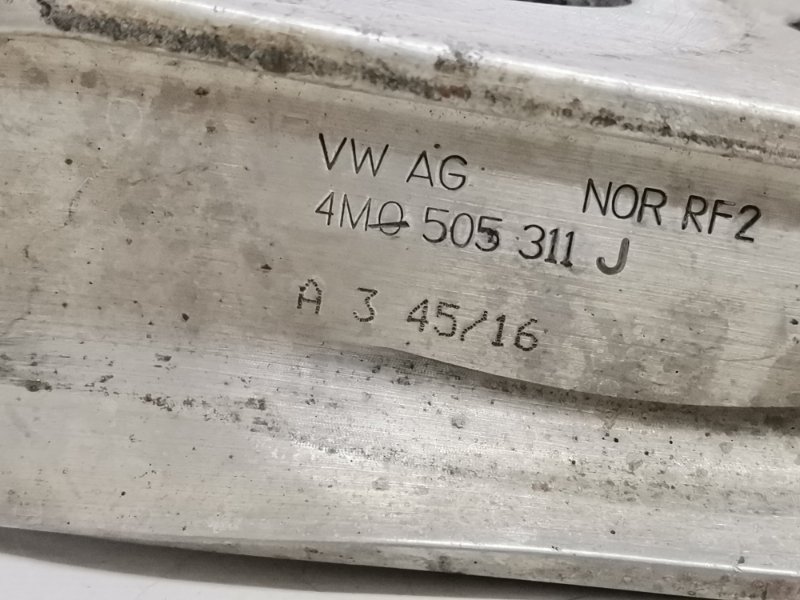 VW AG
NOR RF2
4M0 505 311 J
A 3 45/16